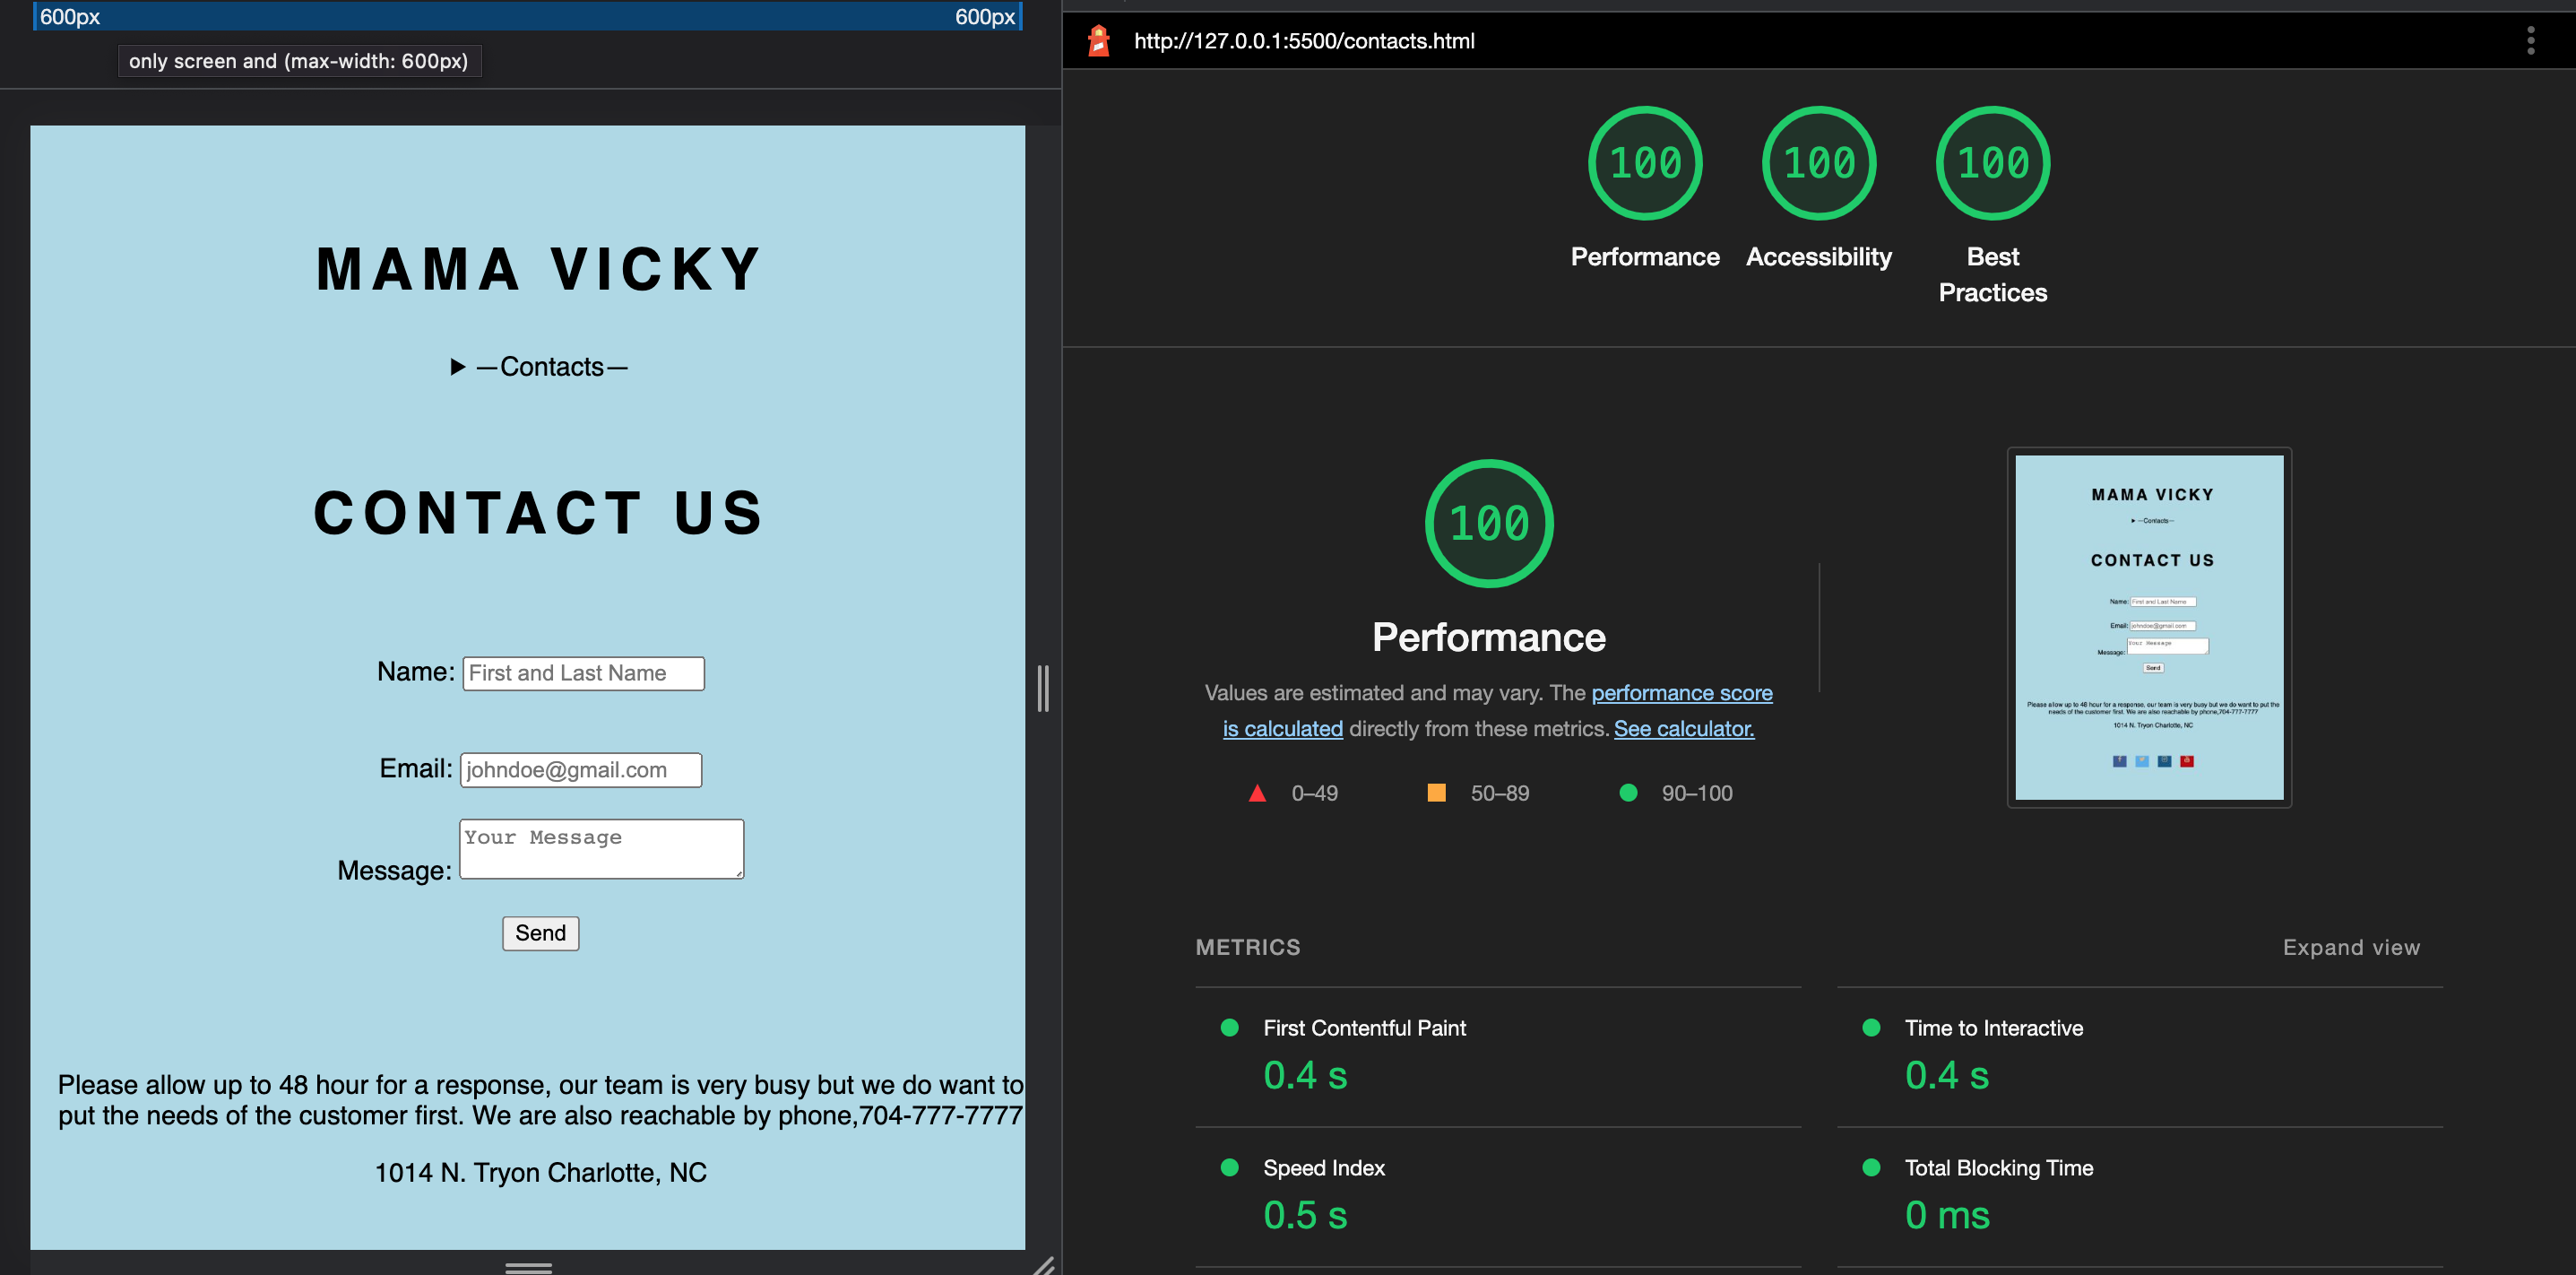 600px 600px
only screen and (max-width: 600px)
MAMA VICKY
▶ —Contacts—
CONTACT US
Name: First and Last Name
Email: johndoe@gmail.com
Message: Your Message
Send
Please allow up to 48 hour for a response, our team is very busy but we do want to
put the needs of the customer first. We are also reachable by phone,704-777-7777
1014 N. Tryon Charlotte, NC
http://127.0.0.1:5500/contacts.html
100 100 100
Performance Accessibility Best
Practices
100
Performance
Values are estimated and may vary. The performance score
is calculated directly from these metrics. See calculator.
0–49 50–89 90–100
MAMA VICKY
▶ —Contacts—
CONTACT US
Name: First and Last Name
Email: johndoe@gmail.com
Message: Your Message
Send
Please allow up to 48 hour for a response, our team is very busy but we do want to put the
needs of the customer first. We are also reachable by phone,704-777-7777
1014 N. Tryon Charlotte, NC
METRICS Expand view
First Contentful Paint
0.4 s
Time to Interactive
0.4 s
Speed Index
0.5 s
Total Blocking Time
0 ms